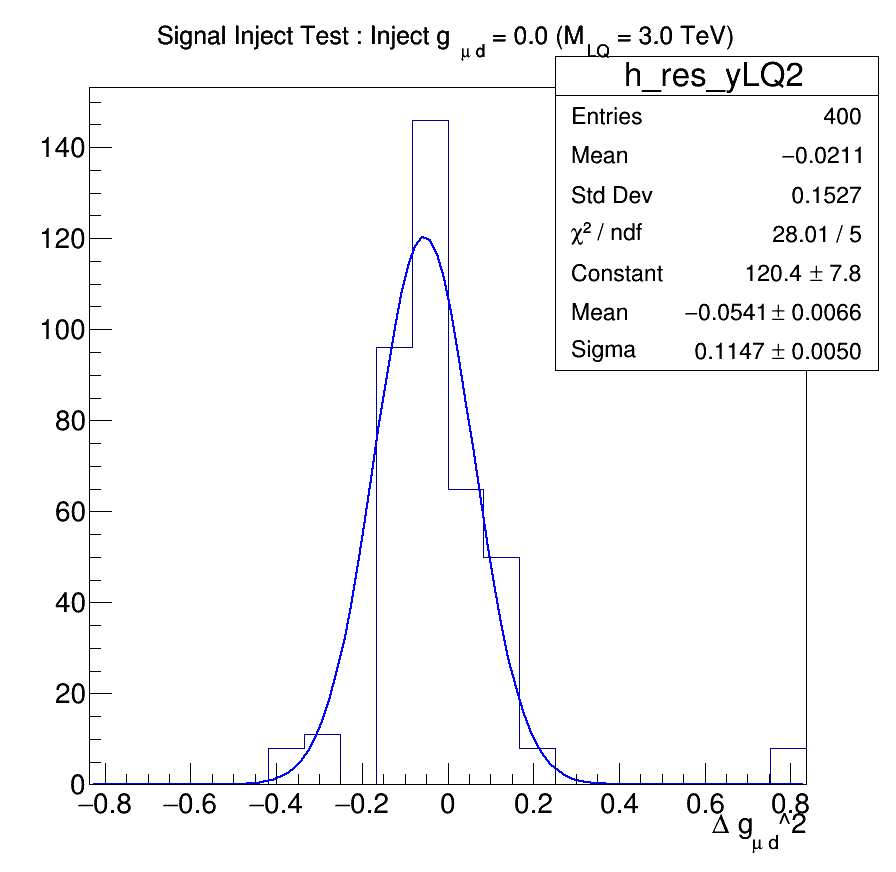 Signal Inject Test : Inject g μ d = 0.0 (M LQ = 3.0 TeV)
h_res_yLQ2
Entries 400
Mean −0.0211
Std Dev 0.1527
χ² / ndf 28.01 / 5
Constant 120.4 ± 7.8
Mean −0.0541 ± 0.0066
Sigma 0.1147 ± 0.0050
140
120
100
80
60
40
20
0
−0.8 −0.6 −0.4 −0.2 0 0.2 0.4 0.6 0.8
Δ g μ d ^2